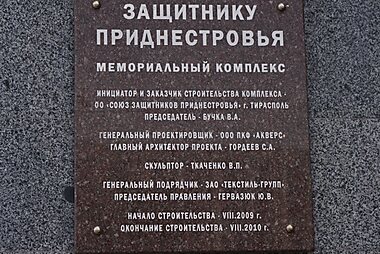 ЗАЩИТНИКУ
ПРИДНЕСТРОВЬЯ
МЕМОРИАЛЬНЫЙ КОМПЛЕКС
ИНИЦИАТОР И ЗАКАЗЧИК СТРОИТЕЛЬСТВА КОМПЛЕКСА -
ОО «СОЮЗ ЗАЩИТНИКОВ ПРИДНЕСТРОВЬЯ» г. ТИРАСПОЛЬ
ПРЕДСЕДАТЕЛЬ - БУЧКА В.А.
ГЕНЕРАЛЬНЫЙ ПРОЕКТИРОВЩИК - ООО ПКО «АКВЕРС»
ГЛАВНЫЙ АРХИТЕКТОР ПРОЕКТА - ГОРДЕЕВ С.А.
СКУЛЬПТОР - ТКАЧЕНКО В.П.
ГЕНЕРАЛЬНЫЙ ПОДРЯДЧИК - ЗАО «ТЕКСТИЛЬ-ГРУПП»
ПРЕДСЕДАТЕЛЬ ПРАВЛЕНИЯ - ГЕРВАЗЮК Ю.В.
НАЧАЛО СТРОИТЕЛЬСТВА - VIII.2009 г.
ОКОНЧАНИЕ СТРОИТЕЛЬСТВА - VIII.2010 г.